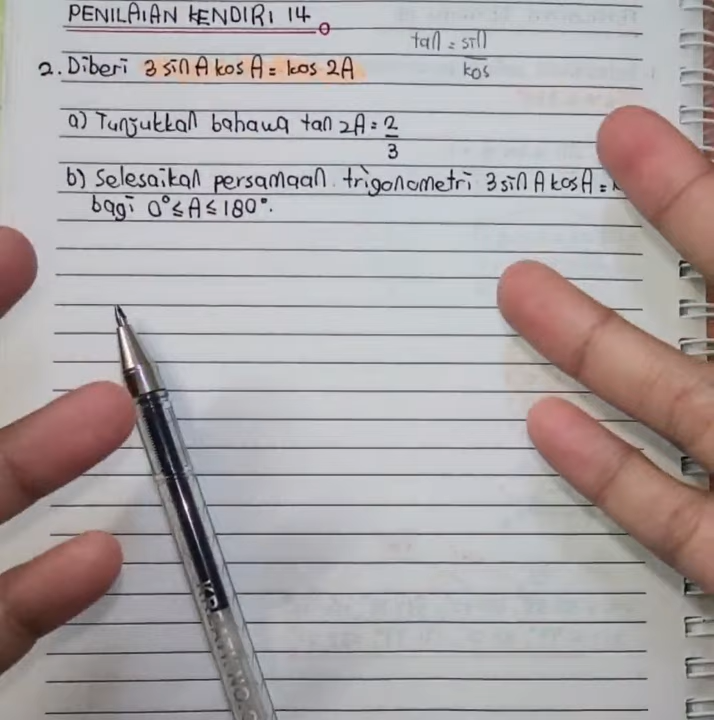 PENILAIAN KENDIRI 14
tan = sin
kos
2. Diberi 3 sin A kos A = kos 2A
a) Tunjukkan bahawa tan 2A = 2
3
b) Selesaikan persamaan trigonometri 3 sin A kos A =
bagi 0° ≤ A ≤ 180°.